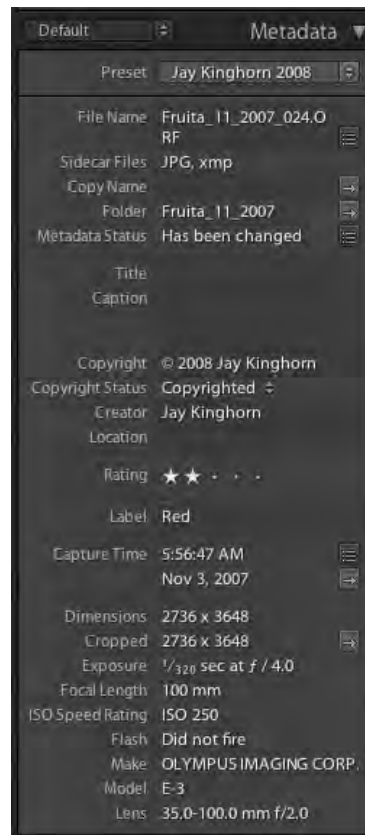 Default Metadata
Preset Jay Kinghorn 2008
File Name Fruita_11_2007_024.O
RF
Sidecar Files JPG, xmp
Copy Name
Folder Fruita_11_2007
Metadata Status Has been changed
Title
Caption
Copyright © 2008 Jay Kinghorn
Copyright Status Copyrighted
Creator Jay Kinghorn
Location
Rating ★ ★ · · ·
Label Red
Capture Time 5:56:47 AM
Nov 3, 2007
Dimensions 2736 x 3648
Cropped 2736 x 3648
Exposure 1/320 sec at ƒ / 4.0
Focal Length 100 mm
ISO Speed Rating ISO 250
Flash Did not fire
Make OLYMPUS IMAGING CORP.
Model E-3
Lens 35.0-100.0 mm f/2.0